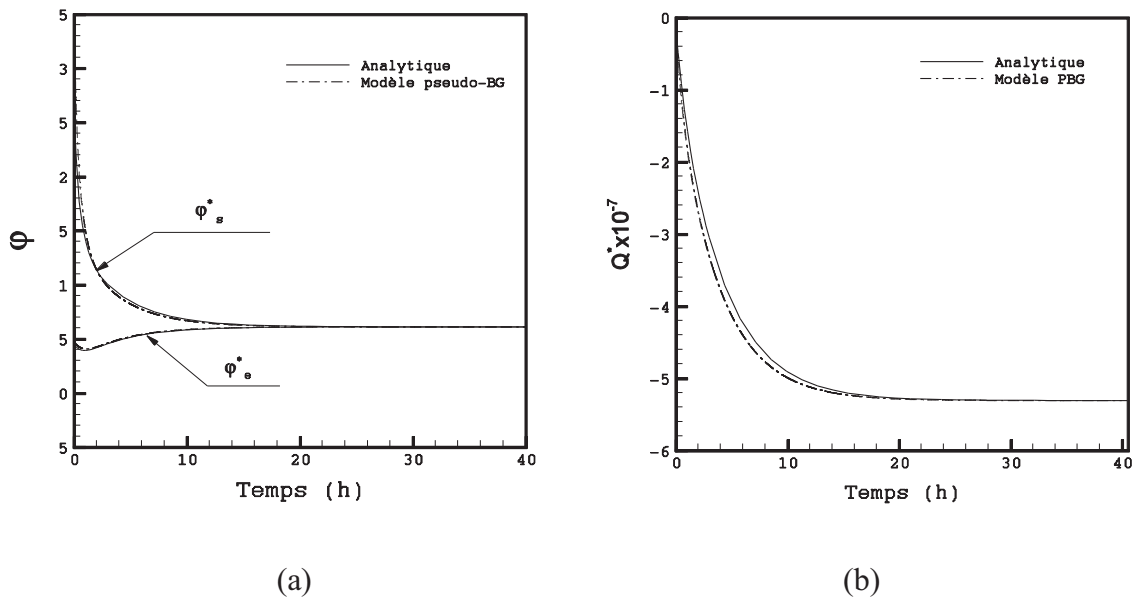 5
3
5
2
5
1
5
0
5
φ
Analytique
Modèle pseudo-BG
φ*s
φ*e
0 10 20 30 40
Temps (h)
(a)
0
-1
-2
-3
-4
-5
-6
Q*x10-7
Analytique
Modèle PBG
0 10 20 30 40
Temps (h)
(b)